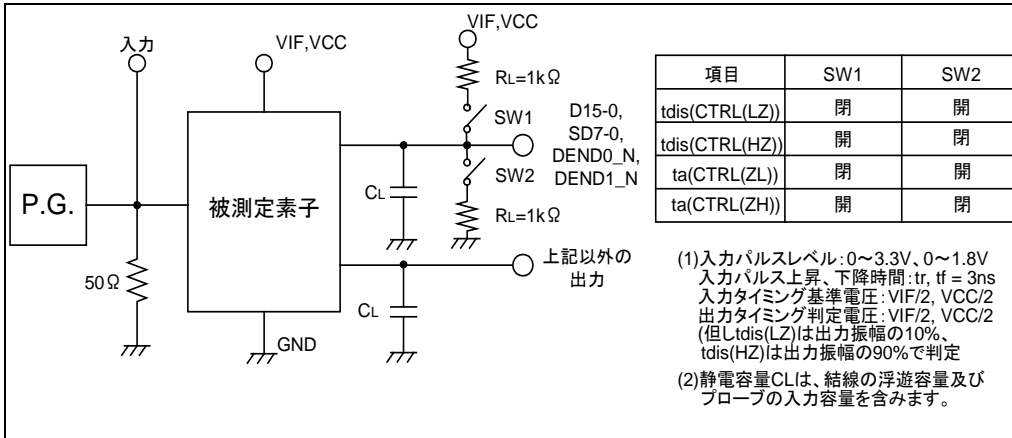 入力
VIF,VCC
VIF,VCC
RL=1kΩ
SW1
D15-0,
SD7-0,
DEND0_N,
DEND1_N
SW2
CL
RL=1kΩ
P.G.
被測定素子
50Ω
上記以外の
出力
CL
GND
項目 SW1 SW2
tdis(CTRL(LZ)) 閉 開
tdis(CTRL(HZ)) 開 閉
ta(CTRL(ZL)) 閉 開
ta(CTRL(ZH)) 開 閉
(1)入力パルスレベル:0~3.3V、0~1.8V
入力パルス上昇、下降時間:tr, tf = 3ns
入力タイミング基準電圧:VIF/2, VCC/2
出力タイミング判定電圧:VIF/2, VCC/2
(但しtdis(LZ)は出力振幅の10%、
tdis(HZ)は出力振幅の90%で判定
(2)静電容量CLは、結線の浮遊容量及び
プローブの入力容量を含みます。